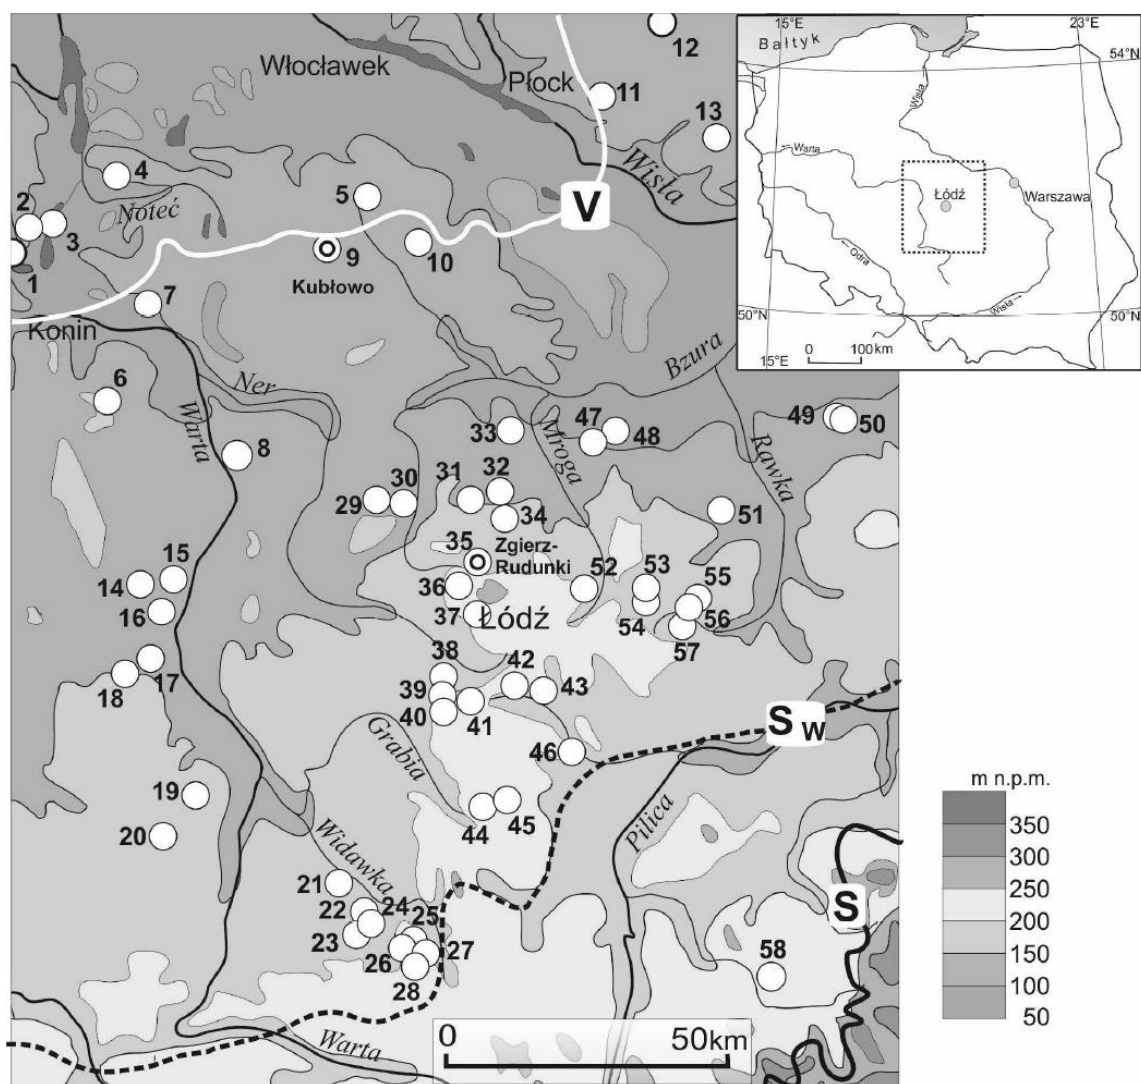 Włocławek
Płock
12
11
13
Wisła
4
5
V
2
Noteć
3
9
10
1
Kubłowo
7
Konin
Ner
Bzura
6
Warta
8
33
47
48
49
50
Mroga
Rawka
29
30
31
32
34
51
35
Zgierz-
Rudunki
15
14
16
36
37
Łódź
52
53
54
55
56
57
18
17
38
39
40
41
42
43
Grabia
46
S W
19
20
44
45
Pilica
Widawka
21
22
23
24
25
26
27
28
S
58
Warta
0 50km
15°E
23°E
Bałtyk
54°N
Wisła
Warta
Łódź
Warszawa
Odra
Wisła
50°N
50°N
0 100km
15°E
m n.p.m.
350
300
250
200
150
100
50